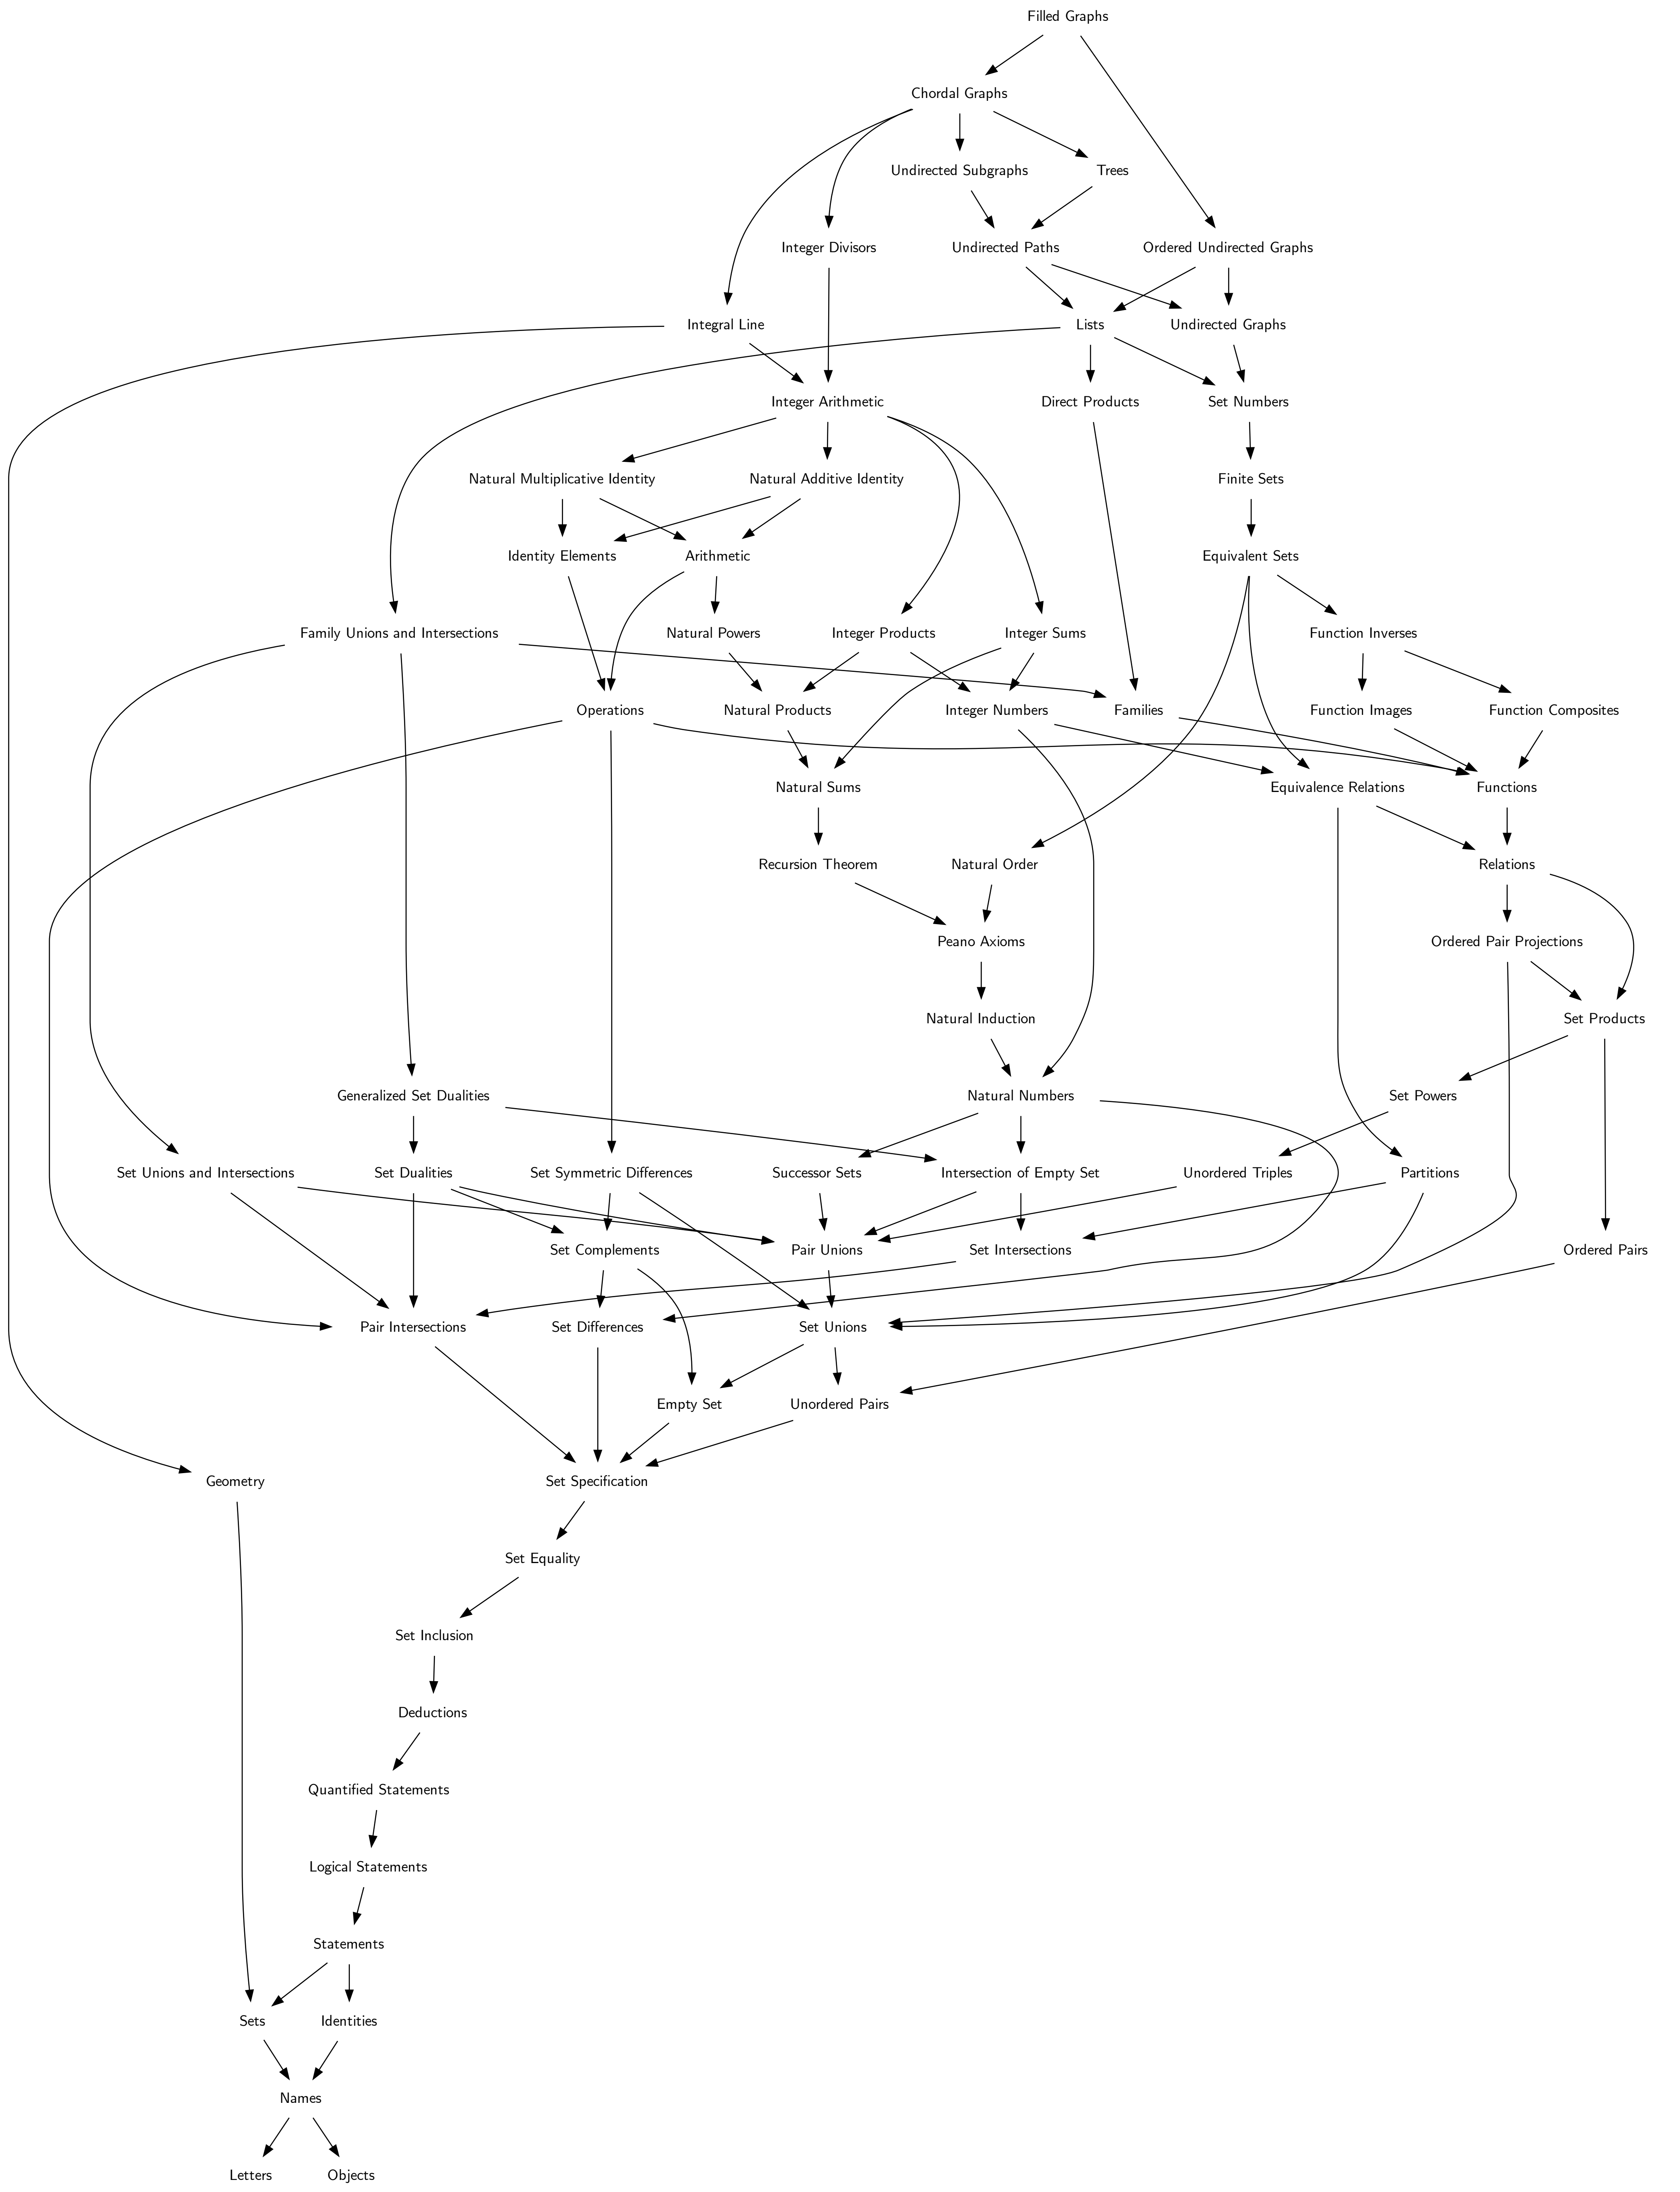 Filled Graphs
Chordal Graphs
Undirected Subgraphs
Trees
Integer Divisors
Undirected Paths
Ordered Undirected Graphs
Integral Line
Lists
Undirected Graphs
Integer Arithmetic
Direct Products
Set Numbers
Natural Multiplicative Identity
Natural Additive Identity
Finite Sets
Identity Elements
Arithmetic
Equivalent Sets
Family Unions and Intersections
Natural Powers
Integer Products
Integer Sums
Function Inverses
Operations
Natural Products
Integer Numbers
Families
Function Images
Function Composites
Natural Sums
Equivalence Relations
Functions
Recursion Theorem
Natural Order
Relations
Peano Axioms
Ordered Pair Projections
Natural Induction
Set Products
Generalized Set Dualities
Natural Numbers
Set Powers
Set Unions and Intersections
Set Dualities
Set Symmetric Differences
Successor Sets
Intersection of Empty Set
Unordered Triples
Partitions
Set Complements
Pair Unions
Set Intersections
Ordered Pairs
Pair Intersections
Set Differences
Set Unions
Empty Set
Unordered Pairs
Geometry
Set Specification
Set Equality
Set Inclusion
Deductions
Quantified Statements
Logical Statements
Statements
Sets
Identities
Names
Letters
Objects